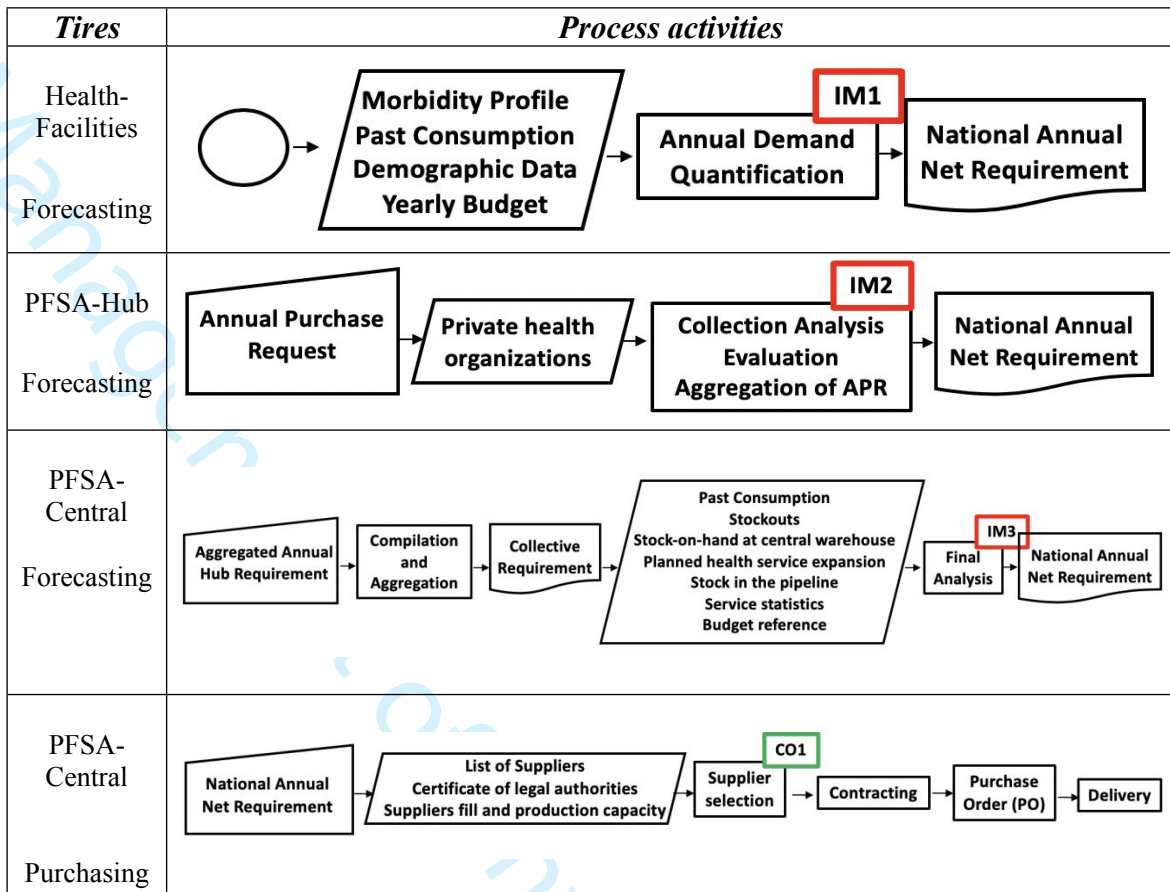 Tires
Process activities
Health-
Facilities
Forecasting
Morbidity Profile
Past Consumption
Demographic Data
Yearly Budget
IM1
Annual Demand
Quantification
National Annual
Net Requirement
PFSA-Hub
Forecasting
Annual Purchase
Request
Private health
organizations
IM2
Collection Analysis
Evaluation
Aggregation of APR
National Annual
Net Requirement
PFSA-
Central
Forecasting
Aggregated Annual
Hub Requirement
Compilation
and
Aggregation
Collective
Requirement
Past Consumption
Stockouts
Stock-on-hand at central warehouse
Planned health service expansion
Stock in the pipeline
Service statistics
Budget reference
IM3
Final
Analysis
National Annual
Net Requirement
PFSA-
Central
Purchasing
National Annual
Net Requirement
List of Suppliers
Certificate of legal authorities
Suppliers fill and production capacity
CO1
Supplier
selection
Contracting
Purchase
Order (PO)
Delivery